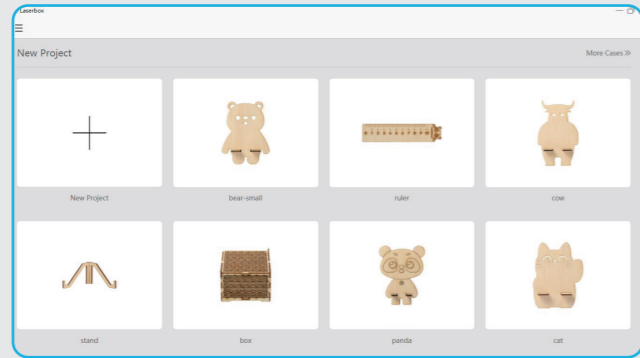 Laserbox
New Project
More Cases
New Project
bear-small
ruler
cow
stand
box
panda
cat